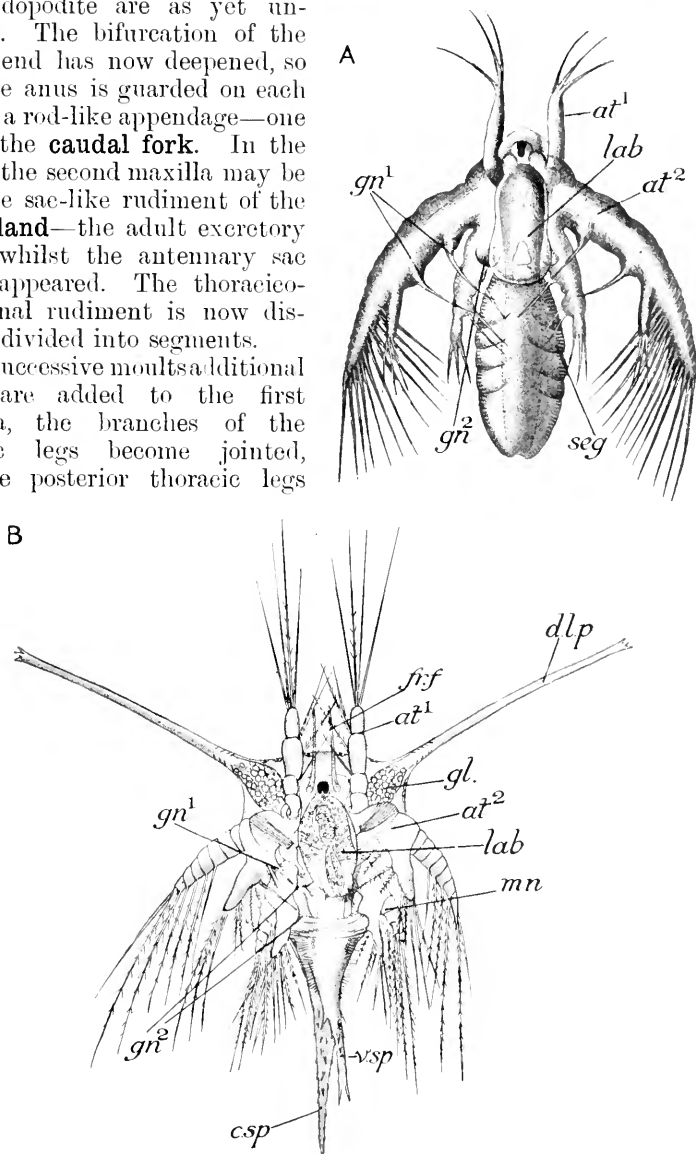 dopodite are as yet un-
. The bifurcation of the
end has now deepened, so
e anus is guarded on each
a rod-like appendage—one
the caudal fork. In the
the second maxilla may be
e sac-like rudiment of the
land—the adult excretory
whilst the antennary sac
appeared. The thoracico-
nal rudiment is now dis-
divided into segments.
uccessive moults additional
are added to the first
a, the branches of the
c legs become jointed,
e posterior thoracic legs
A
at¹
lab
gn¹
at²
gn²
seg
B
d.l.p
fr.f
at¹
gl.
gn¹
at²
lab
mn
gn²
v.sp
c.sp